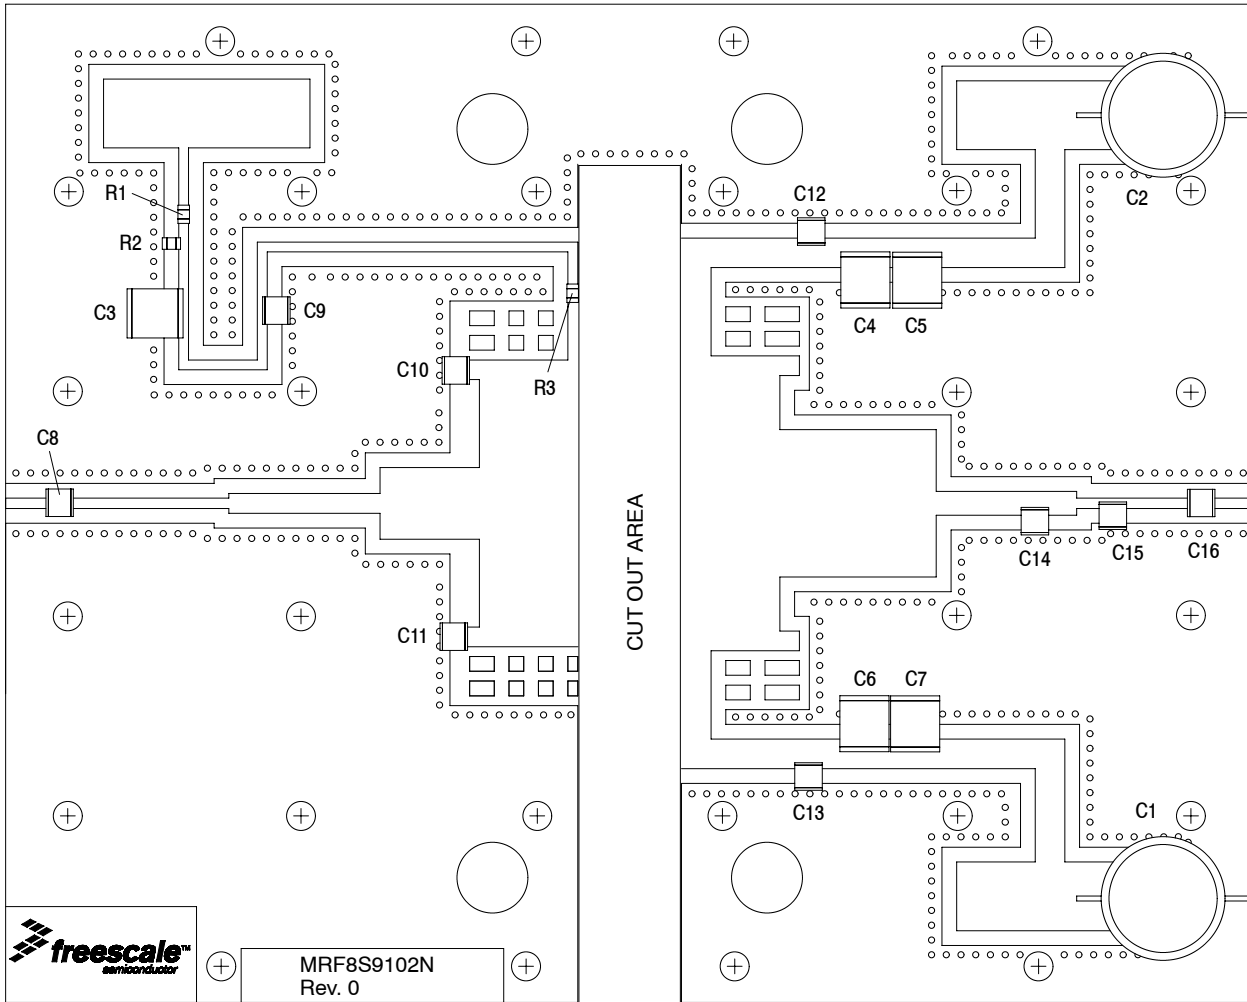 R1
R2
C3
C9
C10
R3
C8
C11
CUT OUT AREA
C12
C2
C4
C5
C14
C15
C16
C6
C7
C13
C1
freescale™
semiconductor
MRF8S9102N
Rev. 0